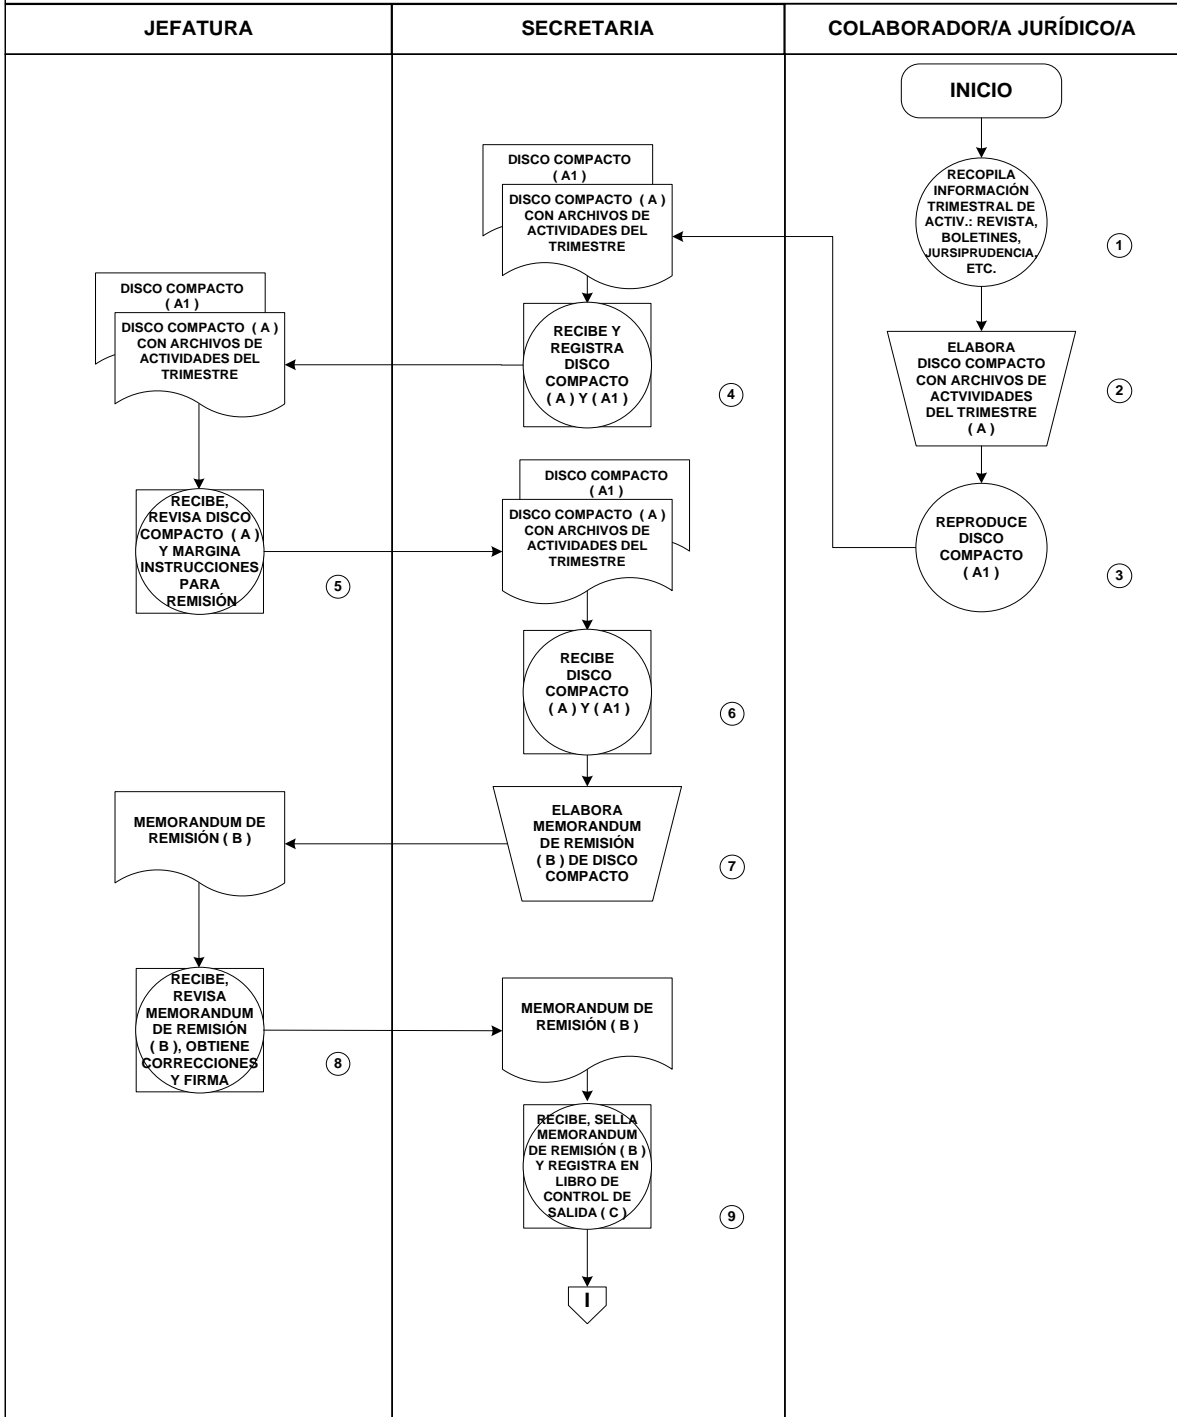 JEFATURA
SECRETARIA
COLABORADOR/A JURÍDICO/A
INICIO
RECOPILA
INFORMACIÓN
TRIMESTRAL DE
ACTIV.: REVISTA,
BOLETINES,
JURSIPRUDENCIA,
ETC.
1
ELABORA
DISCO COMPACTO
CON ARCHIVOS DE
ACTVIVIDADES
DEL TRIMESTRE
( A )
2
REPRODUCE
DISCO
COMPACTO
( A1 )
3
DISCO COMPACTO
( A1 )
DISCO COMPACTO ( A )
CON ARCHIVOS DE
ACTIVIDADES DEL
TRIMESTRE
RECIBE Y
REGISTRA
DISCO
COMPACTO
( A ) Y ( A1 )
4
DISCO COMPACTO
( A1 )
DISCO COMPACTO ( A )
CON ARCHIVOS DE
ACTIVIDADES DEL
TRIMESTRE
RECIBE,
REVISA DISCO
COMPACTO ( A )
Y MARGINA
INSTRUCCIONES
PARA
REMISIÓN
5
DISCO COMPACTO
( A1 )
DISCO COMPACTO ( A )
CON ARCHIVOS DE
ACTIVIDADES DEL
TRIMESTRE
RECIBE
DISCO
COMPACTO
( A ) Y ( A1 )
6
ELABORA
MEMORANDUM
DE REMISIÓN
( B ) DE DISCO
COMPACTO
7
MEMORANDUM DE
REMISIÓN ( B )
RECIBE,
REVISA
MEMORANDUM
DE REMISIÓN
( B ), OBTIENE
CORRECCIONES
Y FIRMA
8
MEMORANDUM DE
REMISIÓN ( B )
RECIBE, SELLA
MEMORANDUM
DE REMISIÓN ( B )
Y REGISTRA EN
LIBRO DE
CONTROL DE
SALIDA ( C )
9
I